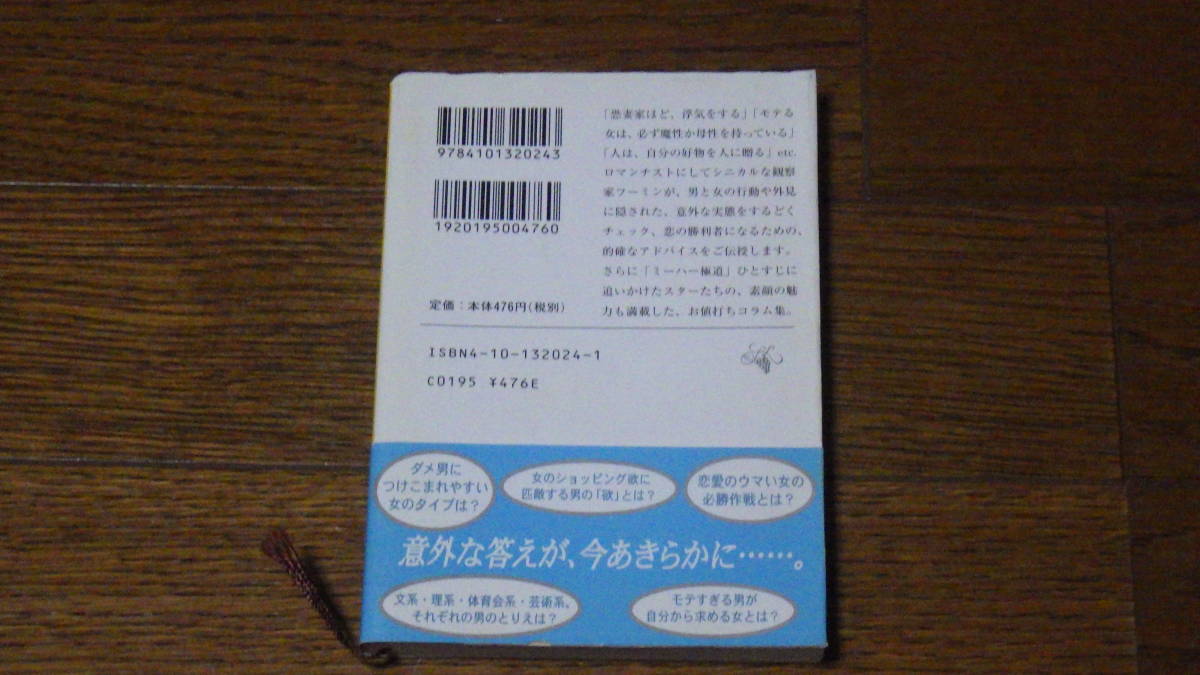 9784101320243
1920195004760
定価：本体476円（税別）
「恐妻家ほど、浮気をする」「モテる
女は、必ず魔性か母性を持っている」
「人は、自分の好物を人に贈る」etc.
ロマンチストにしてシニカルな観察
家フーミンが、男と女の行動や外見
に隠された、意外な実態をするどく
チェック、恋の勝利者になるための、
的確なアドバイスをご伝授します。
さらに「ミーハー極道」ひとすじに
追いかけたスターたちの、素顔の魅
力も満載した、お値打ちコラム集。
ISBN4-10-132024-1
C0195 ¥476E
ダメ男に
つけこまれやすい
女のタイプは？
女のショッピング欲に
匹敵する男の「欲」とは？
恋愛のウマい女の
必勝作戦とは？
意外な答えが、今あきらかに……。
文系・理系・体育会系・芸術系、
それぞれの男のとりえは？
モテすぎる男が
自分から求める女とは？